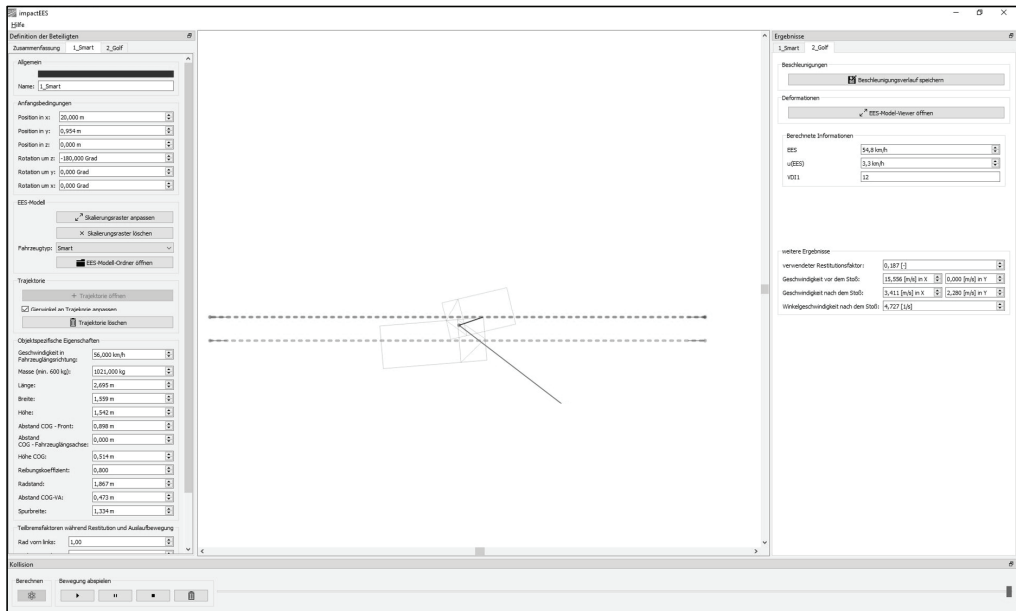 impactEES
Hilfe
Definition der Beteiligten
Zusammenfassung 1_Smart 2_Golf
Allgemein
Name: 1_Smart
Anfangsbedingungen
Position in x: 20,000 m
Position in y: 0,954 m
Position in z: 0,000 m
Rotation um z: -180,000 Grad
Rotation um y: 0,000 Grad
Rotation um x: 0,000 Grad
EES-Modell
Skalierungsraster anpassen
Skalierungsraster löschen
Fahrzeugtyp: Smart
EES-Modell-Ordner öffnen
Trajektorie
Trajektorie öffnen
Gierwinkel an Trajektorie anpassen
Trajektorie löschen
Objektspezifische Eigenschaften
Geschwindigkeit in
Fahrzeuglängsrichtung: 56,000 km/h
Masse (min. 600 kg): 1021,000 kg
Länge: 2,695 m
Breite: 1,559 m
Höhe: 1,542 m
Abstand COG - Front: 0,898 m
Abstand
COG - Fahrzeuglängsachse: 0,000 m
Höhe COG: 0,514 m
Reibungskoeffizient: 0,800
Radstand: 1,867 m
Abstand COG-VA: 0,473 m
Spurbreite: 1,334 m
Teilbremsfaktoren während Restitution und Auslaufbewegung
Rad vorn links: 1,00
Ergebnisse
1_Smart 2_Golf
Beschleunigungen
Beschleunigungsverlauf speichern
Deformationen
EES-Model-Viewer öffnen
Berechnete Informationen
EES 54,8 km/h
u(EES) 3,3 km/h
VDI1 12
weitere Ergebnisse
verwendeter Restitutionsfaktor: 0,187 [-]
Geschwindigkeit vor dem Stoß: 15,556 [m/s] in X 0,000 [m/s] in Y
Geschwindigkeit nach dem Stoß: 3,411 [m/s] in X 2,280 [m/s] in Y
Winkelgeschwindigkeit nach dem Stoß: 4,727 [1/s]
Kollision
Berechnen Bewegung abspielen